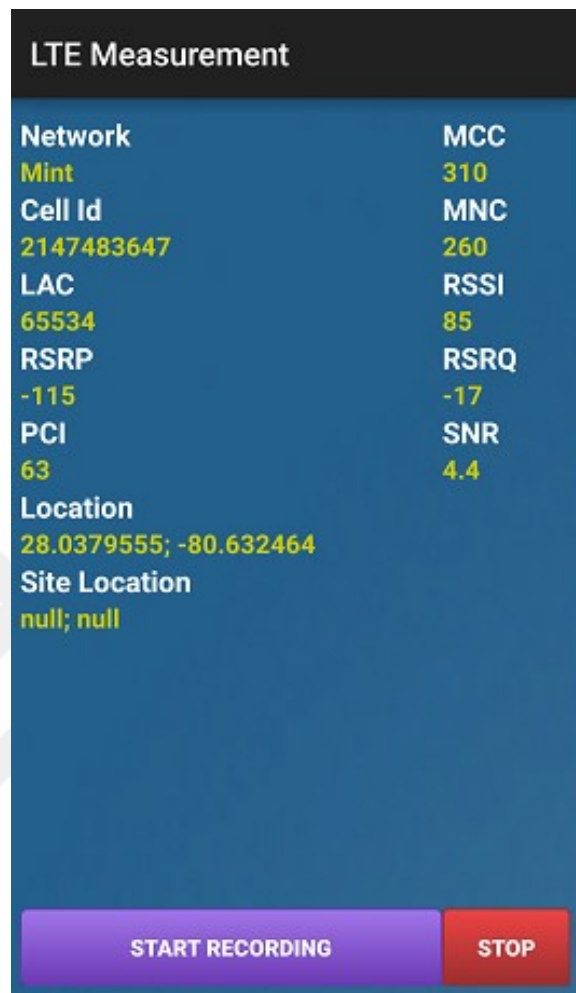 LTE Measurement
Network MCC
Mint 310
Cell Id MNC
2147483647 260
LAC RSSI
65534 85
RSRP RSRQ
-115 -17
PCI SNR
63 4.4
Location
28.0379555; -80.632464
Site Location
null; null
START RECORDING STOP